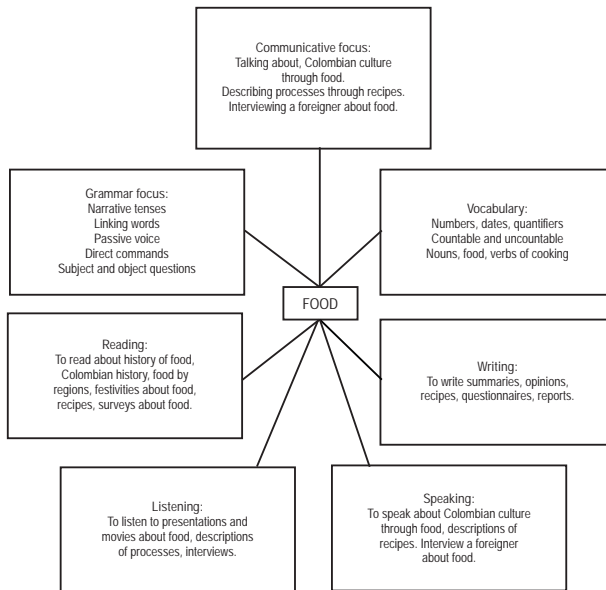 Communicative focus:
Talking about, Colombian culture
through food.
Describing processes through recipes.
Interviewing a foreigner about food.
Grammar focus:
Narrative tenses
Linking words
Passive voice
Direct commands
Subject and object questions
Vocabulary:
Numbers, dates, quantifiers
Countable and uncountable
Nouns, food, verbs of cooking
FOOD
Reading:
To read about history of food,
Colombian history, food by
regions, festivities about food,
recipes, surveys about food.
Writing:
To write summaries, opinions,
recipes, questionnaires, reports.
Listening:
To listen to presentations and
movies about food, descriptions
of processes, interviews.
Speaking:
To speak about Colombian culture
through food, descriptions of
recipes. Interview a foreigner
about food.